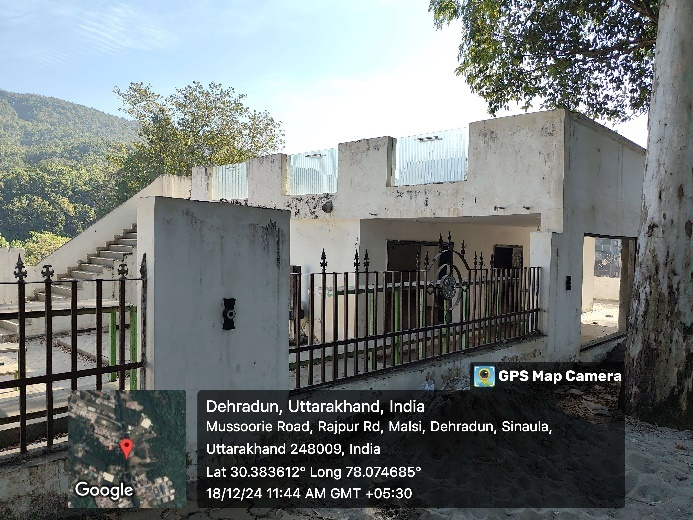 GPS Map Camera
Dehradun, Uttarakhand, India
Mussoorie Road, Rajpur Rd, Malsi, Dehradun, Sinaula,
Uttarakhand 248009, India
Lat 30.383612° Long 78.074685°
18/12/24 11:44 AM GMT +05:30
Google